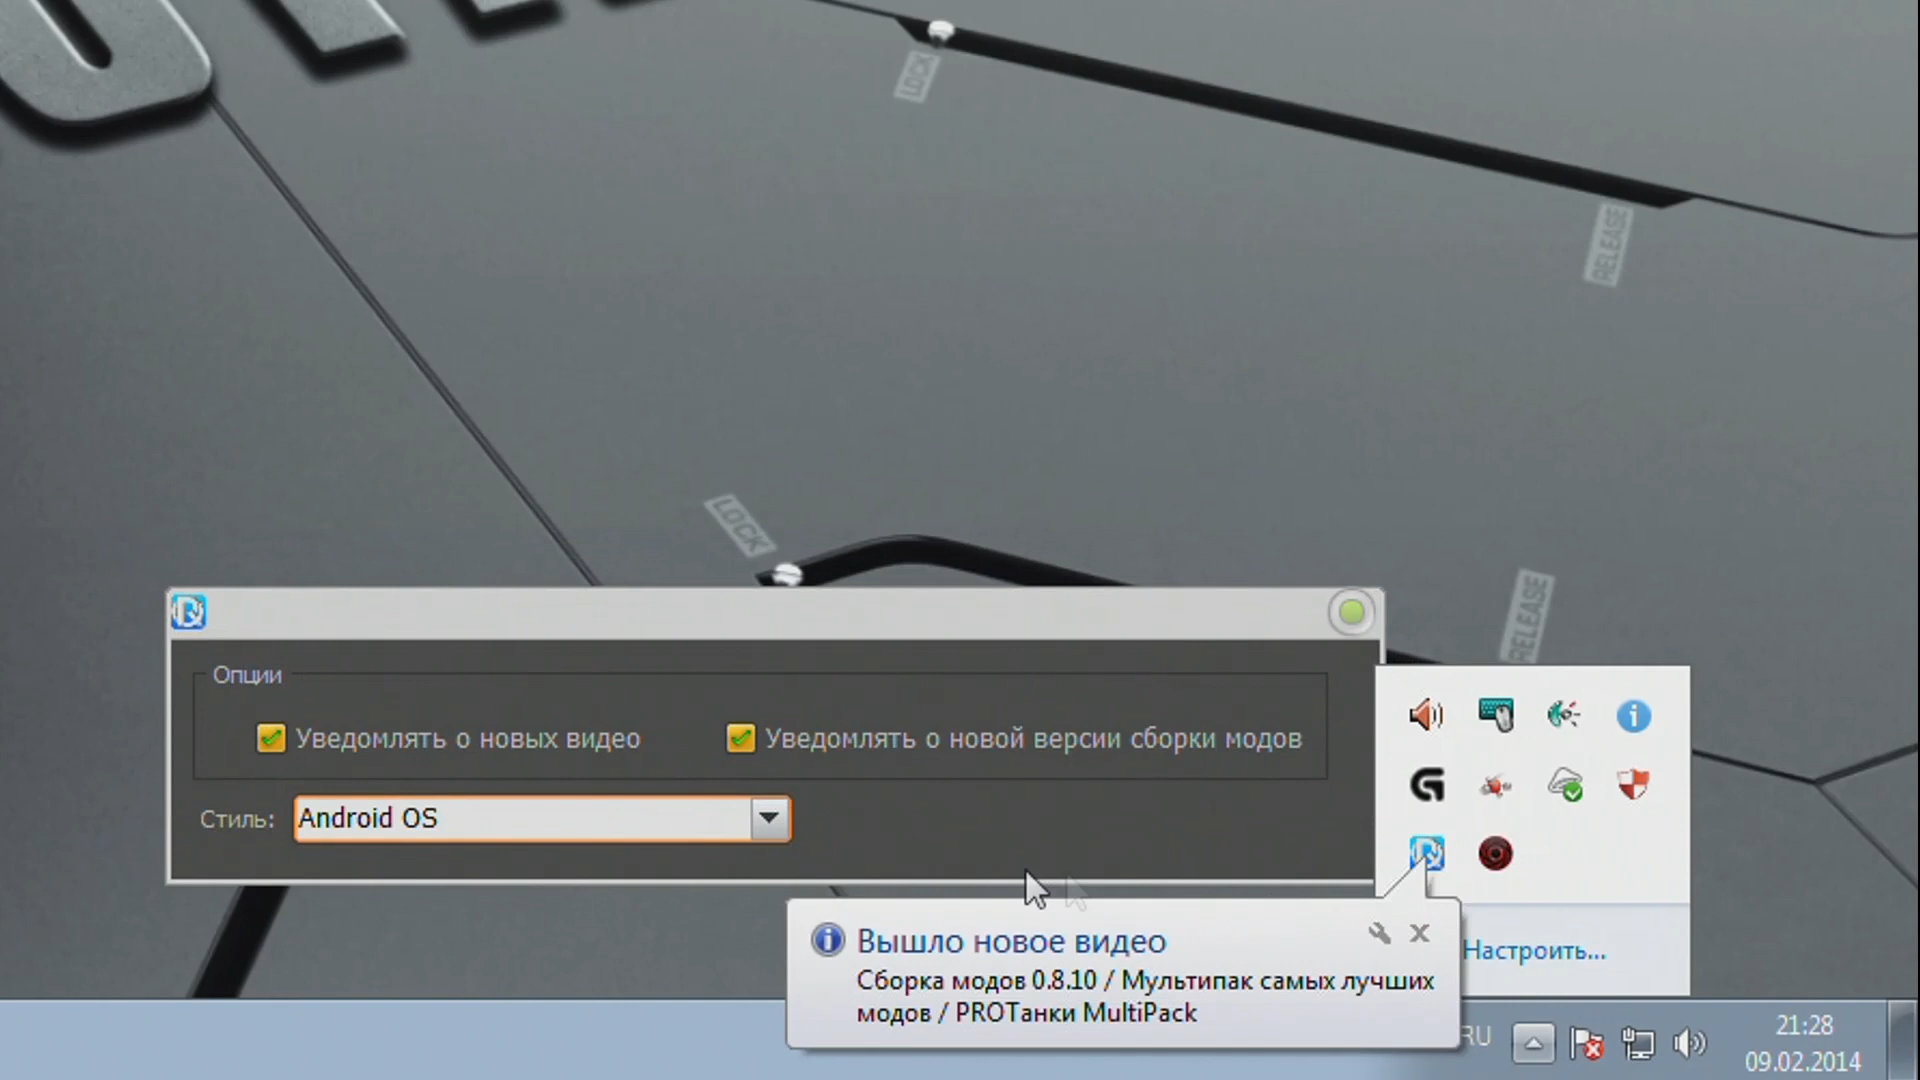 LOCK
RELEASE
LOCK
RELEASE
Опции
Уведомлять о новых видео
Уведомлять о новой версии сборки модов
Стиль: Android OS
Вышло новое видео
Сборка модов 0.8.10 / Мультипак самых лучших
модов / PROТанки MultiPack
Настроить...
RU
21:28
09.02.2014